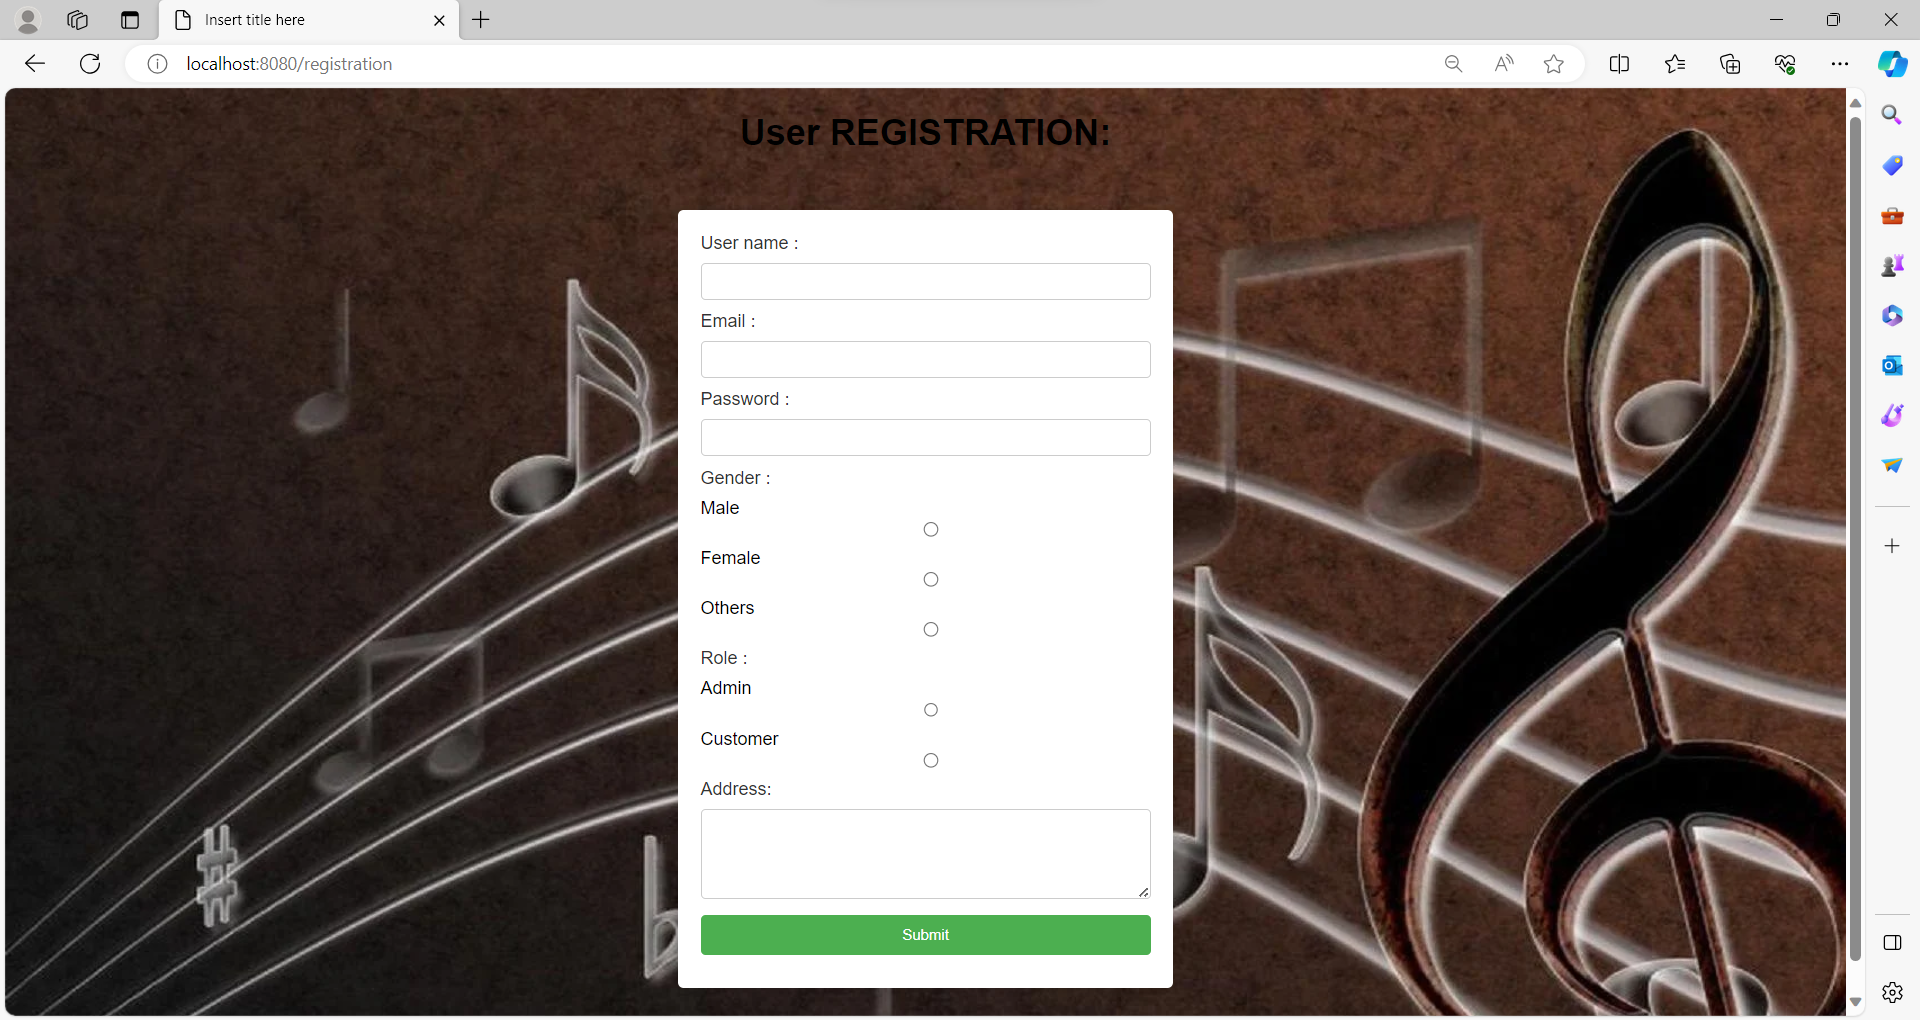 Insert title here
localhost:8080/registration
User REGISTRATION:
User name :
Email :
Password :
Gender :
Male
Female
Others
Role :
Admin
Customer
Address:
Submit